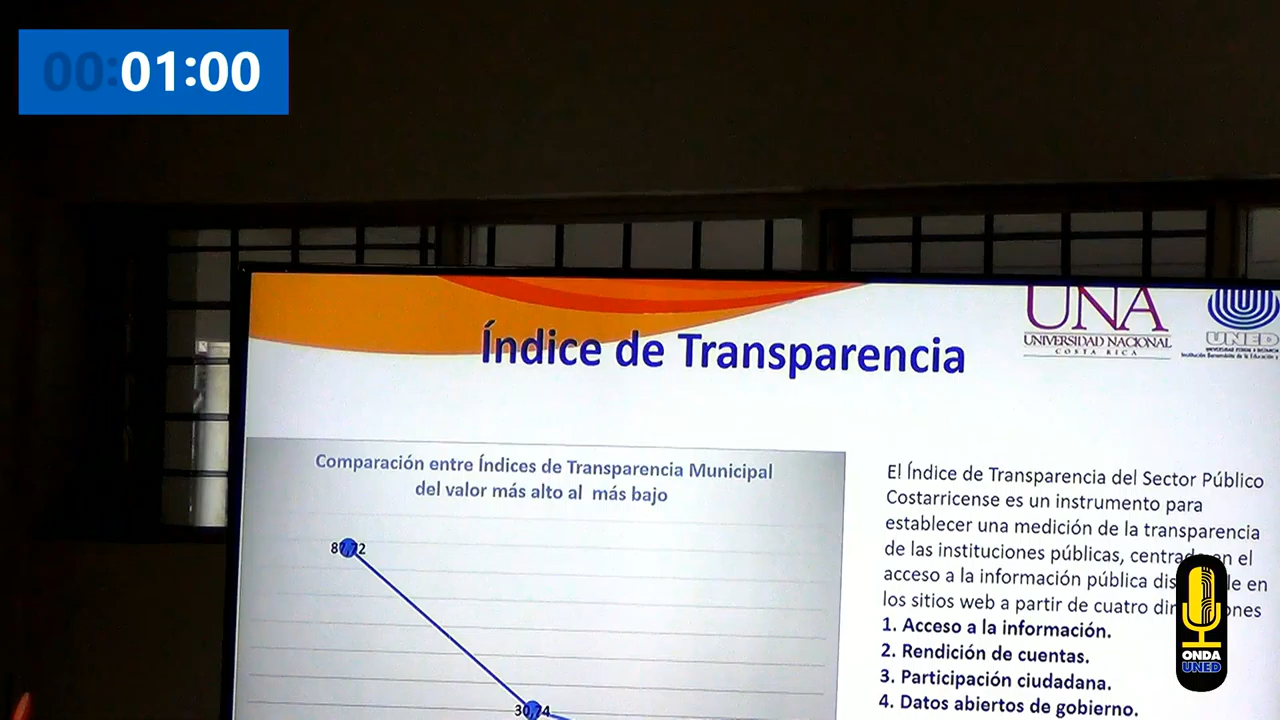 00:01:00
UNA
UNIVERSIDAD NACIONAL
COSTA RICA
UNED
Índice de Transparencia
Comparación entre Índices de Transparencia Municipal
del valor más alto al más bajo
87,72
30,74
El Índice de Transparencia del Sector Público
Costarricense es un instrumento para
establecer una medición de la transparencia
de las instituciones públicas, en el
acceso a la información pública en
los sitios web a partir de cuatro
1. Acceso a la información.
2. Rendición de cuentas.
3. Participación ciudadana.
4. Datos abiertos de gobierno.
ONDA
UNED